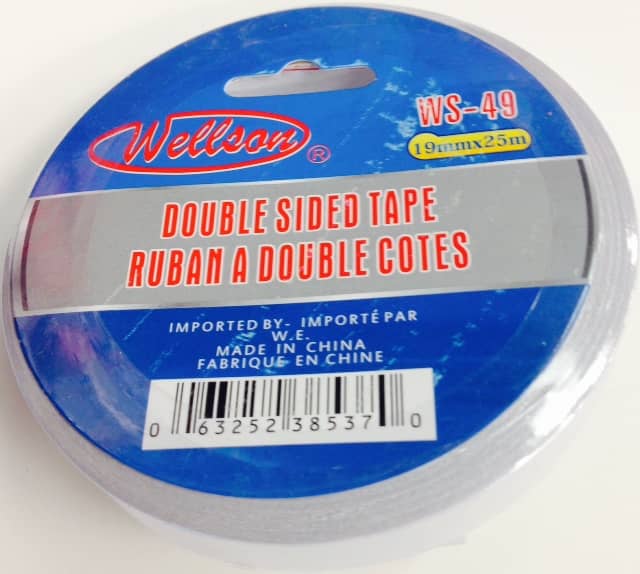 Wellson®
WS-49
19mmx25m
DOUBLE SIDED TAPE
RUBAN A DOUBLE COTES
IMPORTED BY- IMPORTÉ PAR
W.E.
MADE IN CHINA
FABRIQUE EN CHINE
0 63252 38537 0